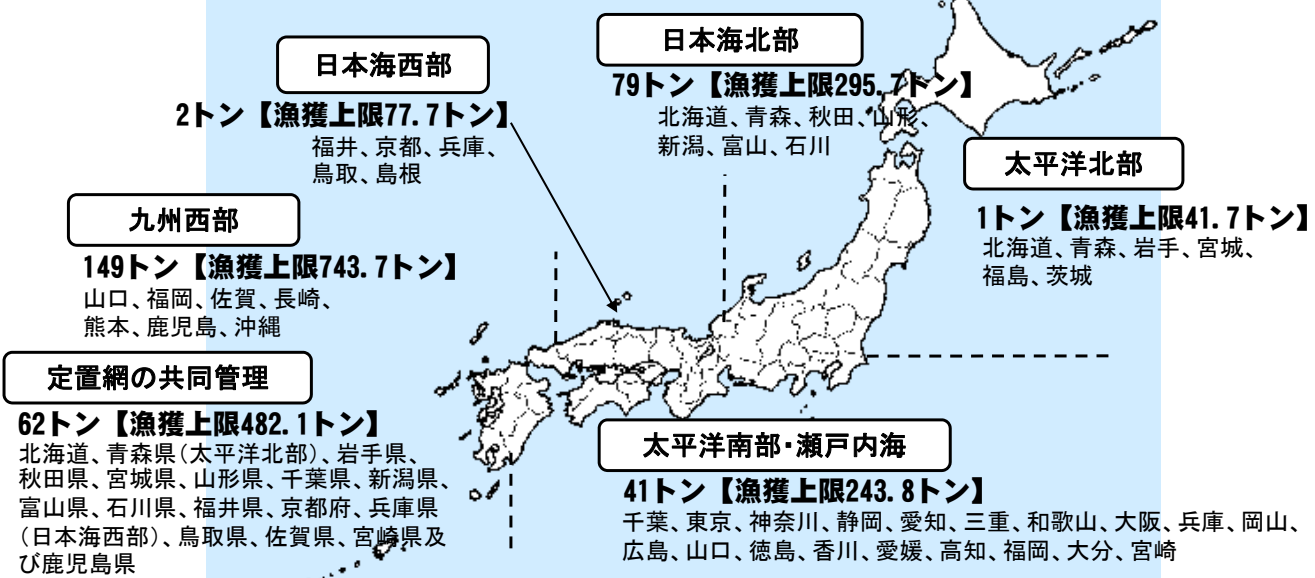 日本海北部
79トン【漁獲上限295.7トン】
北海道、青森、秋田、山形、
新潟、富山、石川
日本海西部
2トン【漁獲上限77.7トン】
福井、京都、兵庫、
鳥取、島根
太平洋北部
1トン【漁獲上限41.7トン】
北海道、青森、岩手、宮城、
福島、茨城
九州西部
149トン【漁獲上限743.7トン】
山口、福岡、佐賀、長崎、
熊本、鹿児島、沖縄
定置網の共同管理
62トン【漁獲上限482.1トン】
北海道、青森県(太平洋北部)、岩手県、
秋田県、宮城県、山形県、千葉県、新潟県、
富山県、石川県、福井県、京都府、兵庫県
(日本海西部)、鳥取県、佐賀県、宮崎県及
び鹿児島県
太平洋南部・瀬戸内海
41トン【漁獲上限243.8トン】
千葉、東京、神奈川、静岡、愛知、三重、和歌山、大阪、兵庫、岡山、
広島、山口、徳島、香川、愛媛、高知、福岡、大分、宮崎